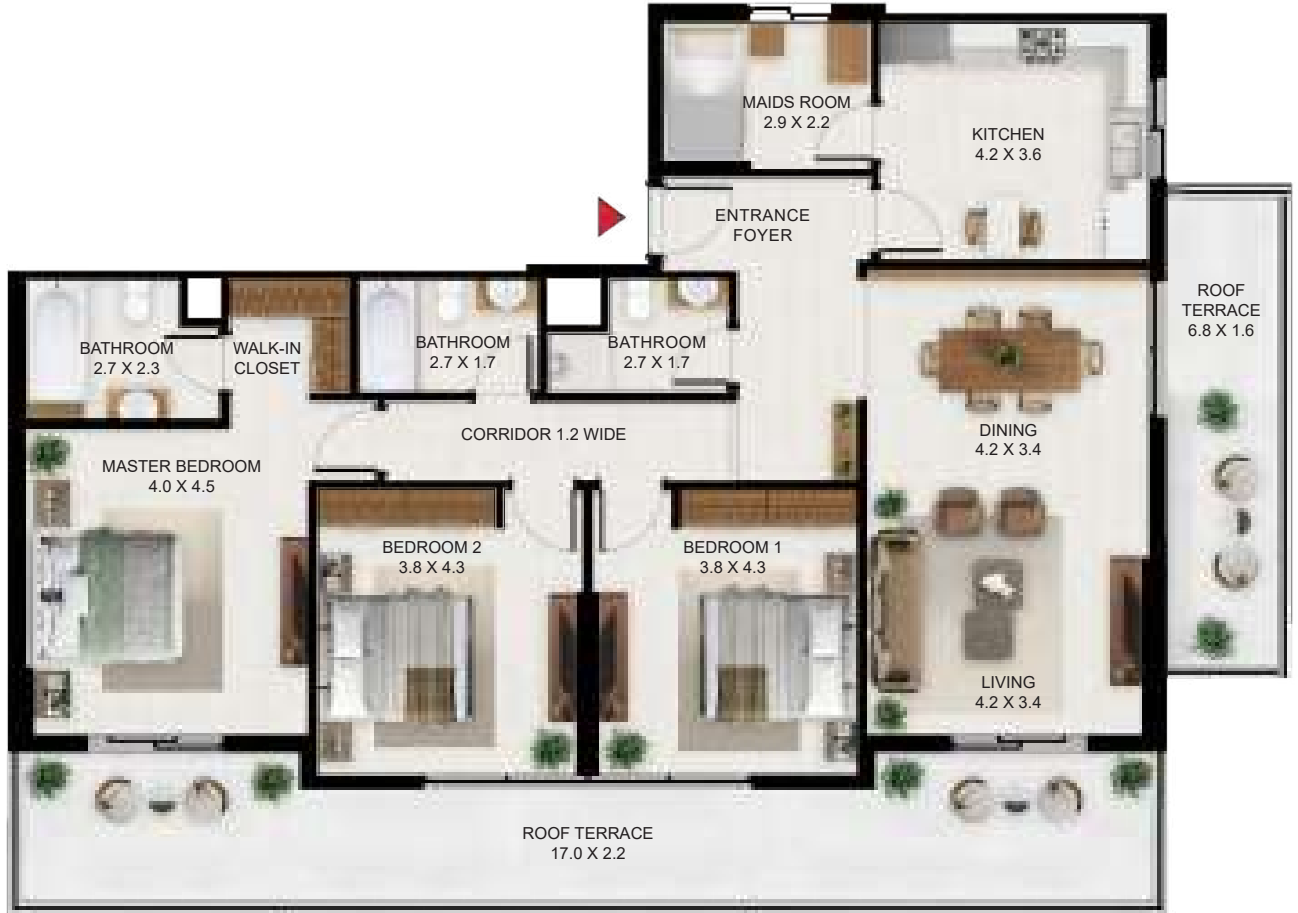 MAIDS ROOM
2.9 X 2.2
KITCHEN
4.2 X 3.6
ENTRANCE
FOYER
ROOF
TERRACE
6.8 X 1.6
BATHROOM
2.7 X 2.3
WALK-IN
CLOSET
BATHROOM
2.7 X 1.7
BATHROOM
2.7 X 1.7
CORRIDOR 1.2 WIDE
DINING
4.2 X 3.4
MASTER BEDROOM
4.0 X 4.5
BEDROOM 2
3.8 X 4.3
BEDROOM 1
3.8 X 4.3
LIVING
4.2 X 3.4
ROOF TERRACE
17.0 X 2.2